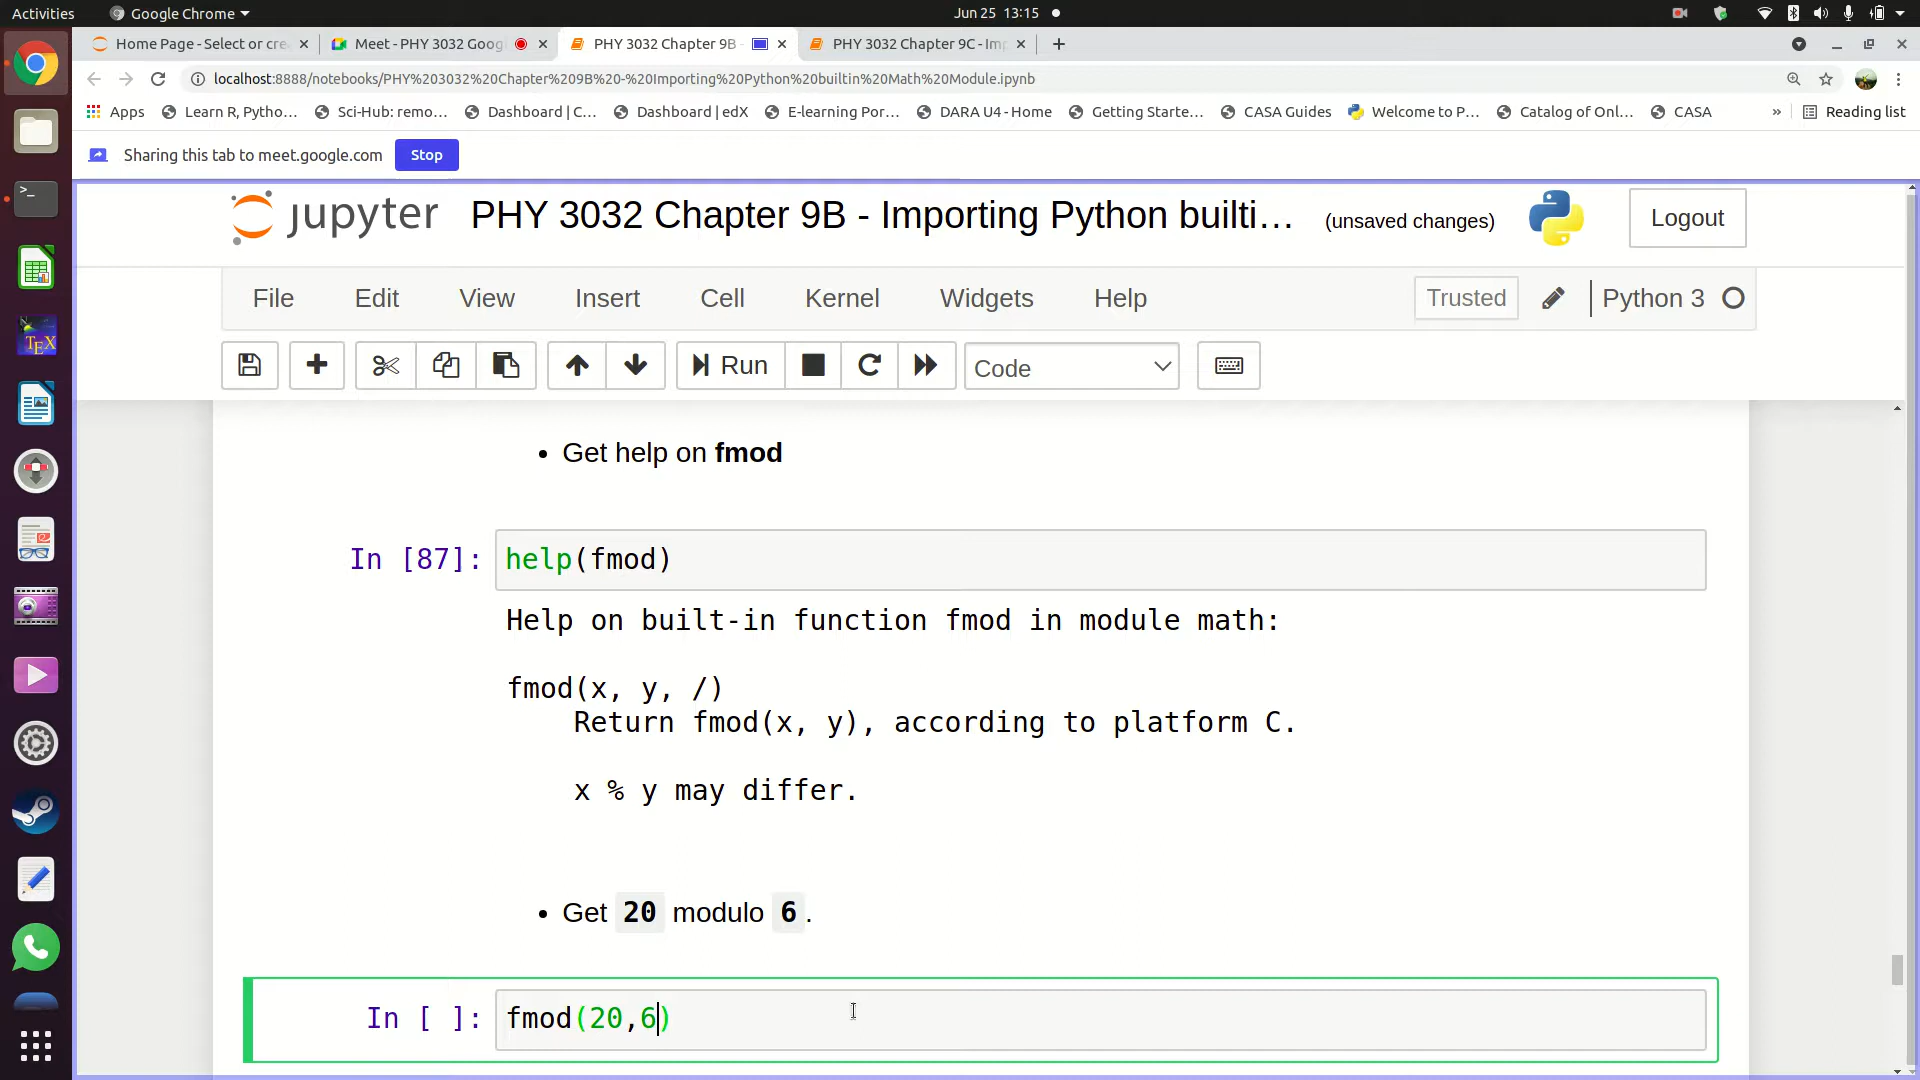 Activities Google Chrome Jun 25 13:15
Home Page - Select or cre Meet - PHY 3032 Goog PHY 3032 Chapter 9B - PHY 3032 Chapter 9C - Im
localhost:8888/notebooks/PHY%203032%20Chapter%209B%20-%20Importing%20Python%20builtin%20Math%20Module.ipynb
Apps Learn R, Pytho... Sci-Hub: remo... Dashboard | C... Dashboard | edX E-learning Por... DARA U4 - Home Getting Starte... CASA Guides Welcome to P... Catalog of Onl... CASA » Reading list
Sharing this tab to meet.google.com Stop
jupyter PHY 3032 Chapter 9B - Importing Python builti... (unsaved changes) Logout
File Edit View Insert Cell Kernel Widgets Help Trusted Python 3
Run Code
• Get help on fmod
In [87]: help(fmod)
Help on built-in function fmod in module math:
fmod(x, y, /)
Return fmod(x, y), according to platform C.
x % y may differ.
• Get 20 modulo 6.
In [ ]: fmod(20,6)